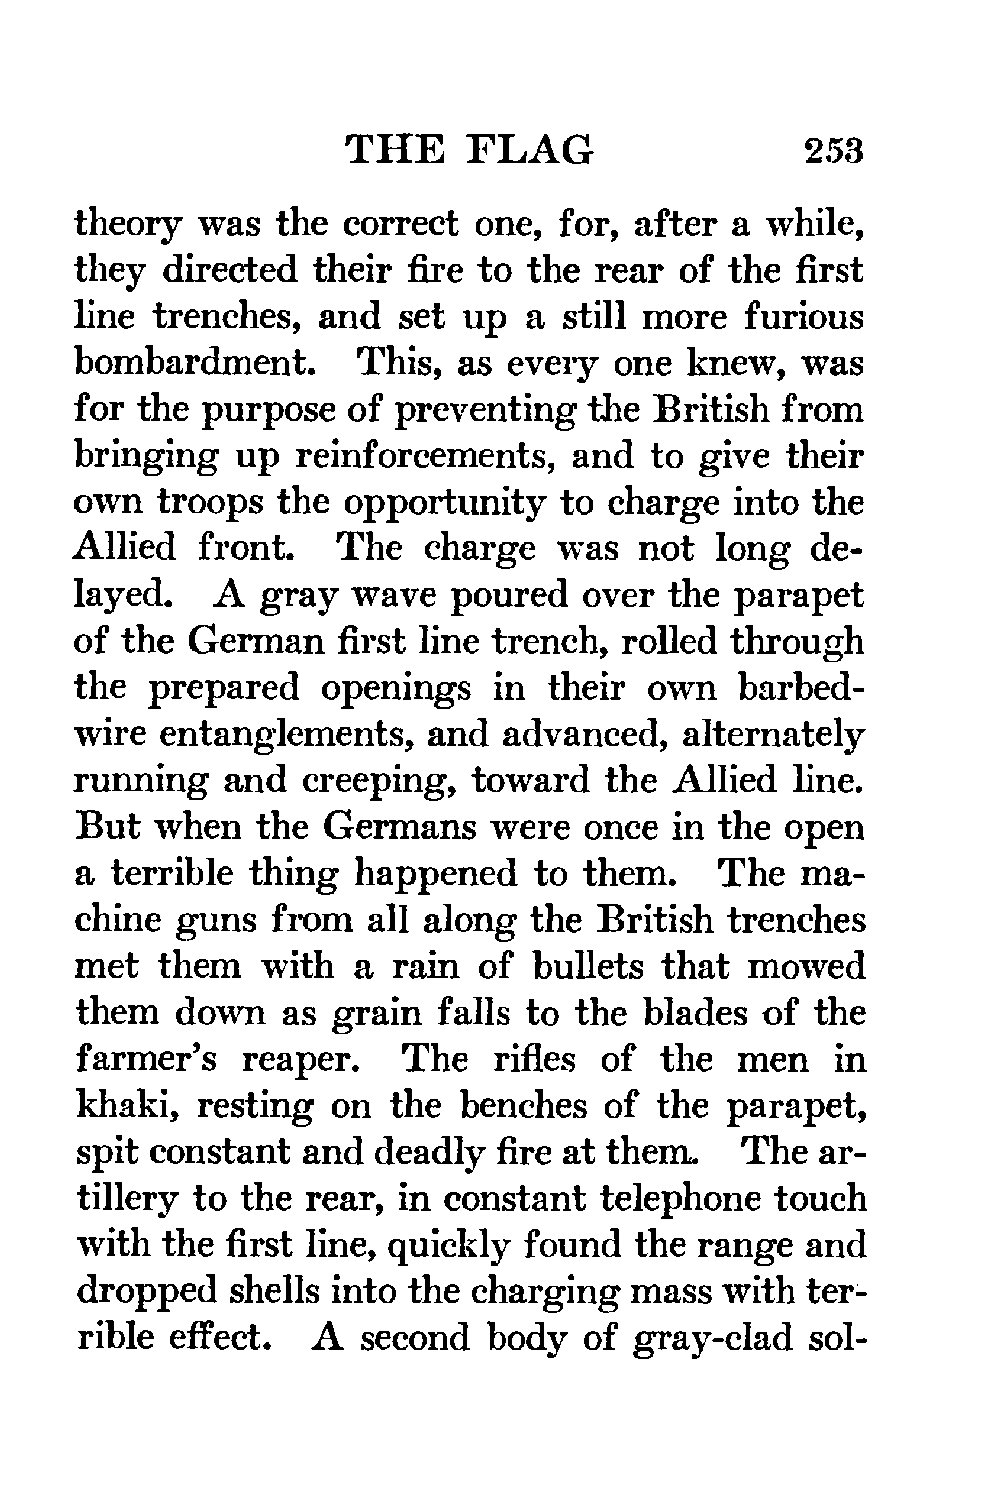 THE FLAG 253
theory was the correct one, for, after a while,
they directed their fire to the rear of the first
line trenches, and set up a still more furious
bombardment. This, as every one knew, was
for the purpose of preventing the British from
bringing up reinforcements, and to give their
own troops the opportunity to charge into the
Allied front. The charge was not long de-
layed. A gray wave poured over the parapet
of the German first line trench, rolled through
the prepared openings in their own barbed-
wire entanglements, and advanced, alternately
running and creeping, toward the Allied line.
But when the Germans were once in the open
a terrible thing happened to them. The ma-
chine guns from all along the British trenches
met them with a rain of bullets that mowed
them down as grain falls to the blades of the
farmer's reaper. The rifles of the men in
khaki, resting on the benches of the parapet,
spit constant and deadly fire at them. The ar-
tillery to the rear, in constant telephone touch
with the first line, quickly found the range and
dropped shells into the charging mass with ter-
rible effect. A second body of gray-clad sol-